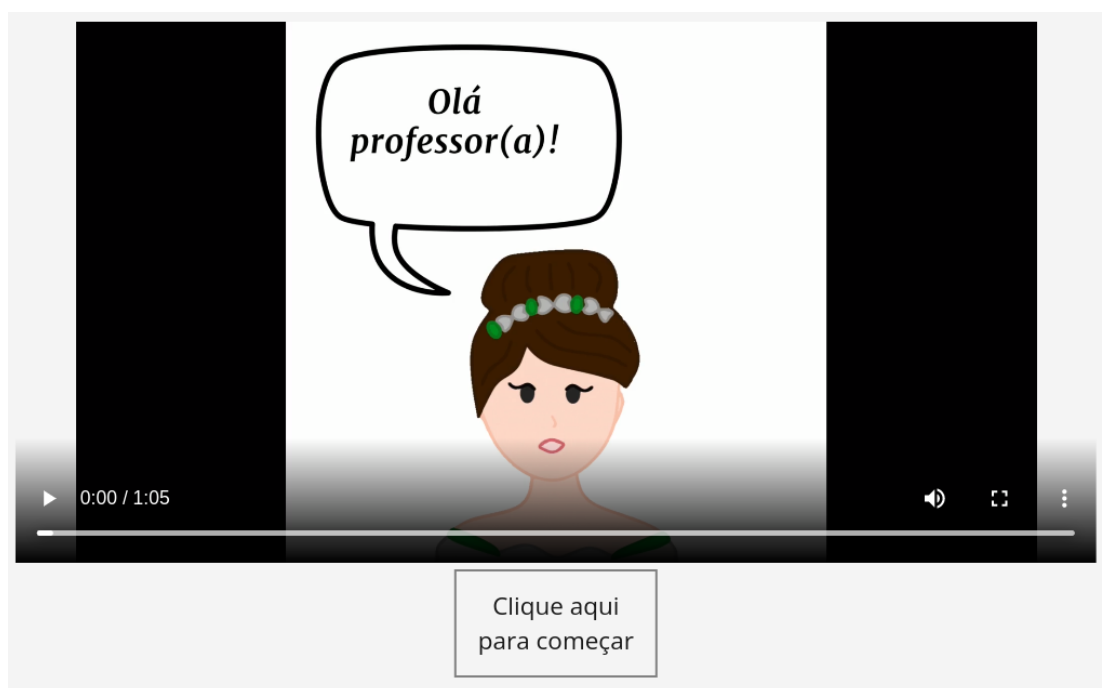 Olá
professor(a)!
0:00 / 1:05
Clique aqui
para começar